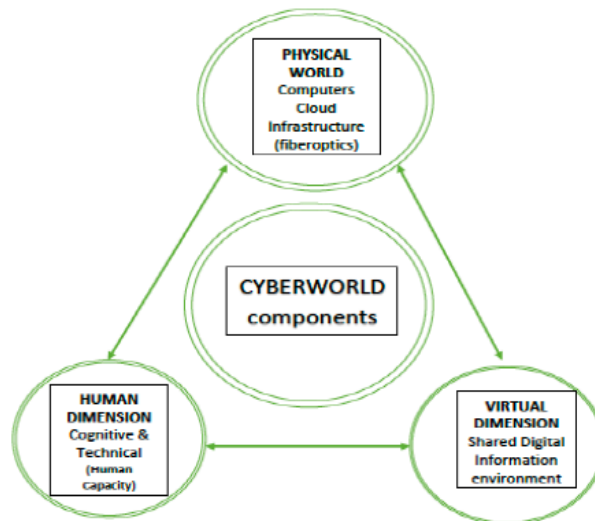 PHYSICAL
WORLD
Computers
Cloud
Infrastructure
(fiberoptics)
CYBERWORLD
components
HUMAN
DIMENSION
Cognitive &
Technical
(Human
Capacity)
VIRTUAL
DIMENSION
Shared Digital
Information
environment